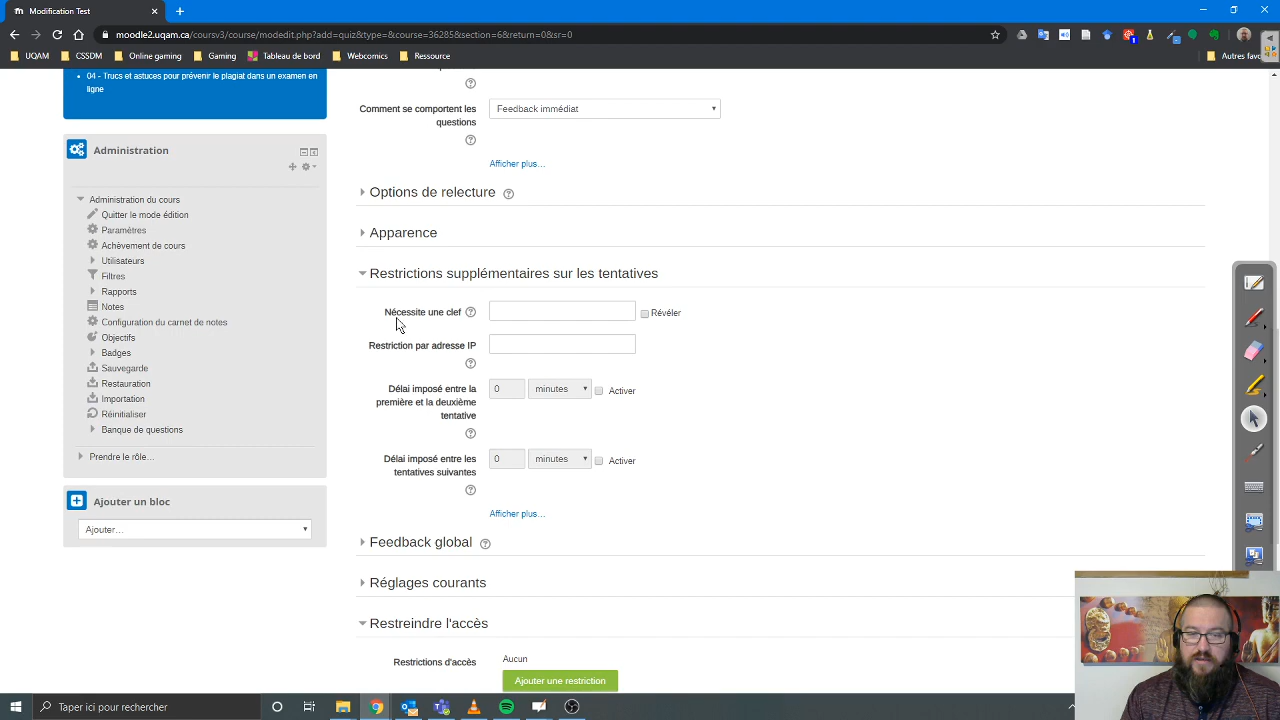 Modification Test
moodle2.uqam.ca/coursv3/course/modedit.php?add=quiz&type=&course=36285&section=6&return=0&sr=0
UQAM
CSSDM
Online gaming
Gaming
Tableau de bord
Webcomics
Ressource
Autres favo
04 - Trucs et astuces pour prévenir le plagiat dans un examen en
ligne
Administration
Administration du cours
Quitter le mode édition
Paramètres
Achèvement de cours
Utilisateurs
Filtres
Rapports
Notes
Configuration du carnet de notes
Objectifs
Badges
Sauvegarde
Restauration
Importation
Réinitialiser
Banque de questions
Prendre le rôle…
Ajouter un bloc
Ajouter…
Comment se comportent les
questions
Feedback immédiat
Afficher plus…
Options de relecture
Apparence
Restrictions supplémentaires sur les tentatives
Nécessite une clef
Révéler
Restriction par adresse IP
Délai imposé entre la
première et la deuxième
tentative
0 minutes Activer
Délai imposé entre les
tentatives suivantes
0 minutes Activer
Afficher plus…
Feedback global
Réglages courants
Restreindre l'accès
Restrictions d'accès
Aucun
Ajouter une restriction
Taper ici pour rechercher